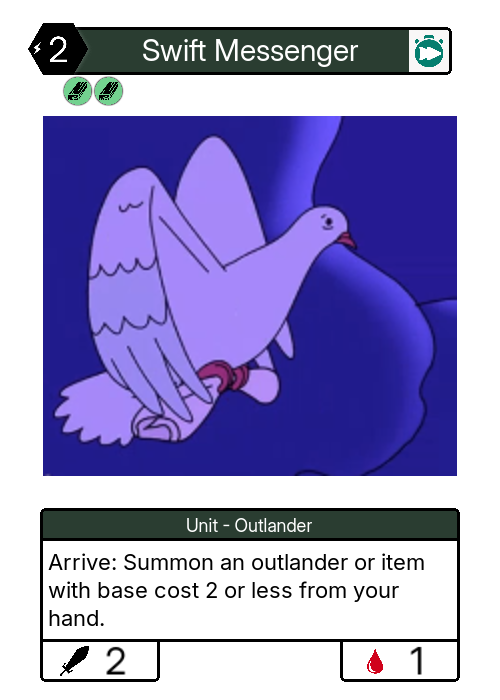 2
Swift Messenger
Unit - Outlander
Arrive: Summon an outlander or item
with base cost 2 or less from your
hand.
2
1